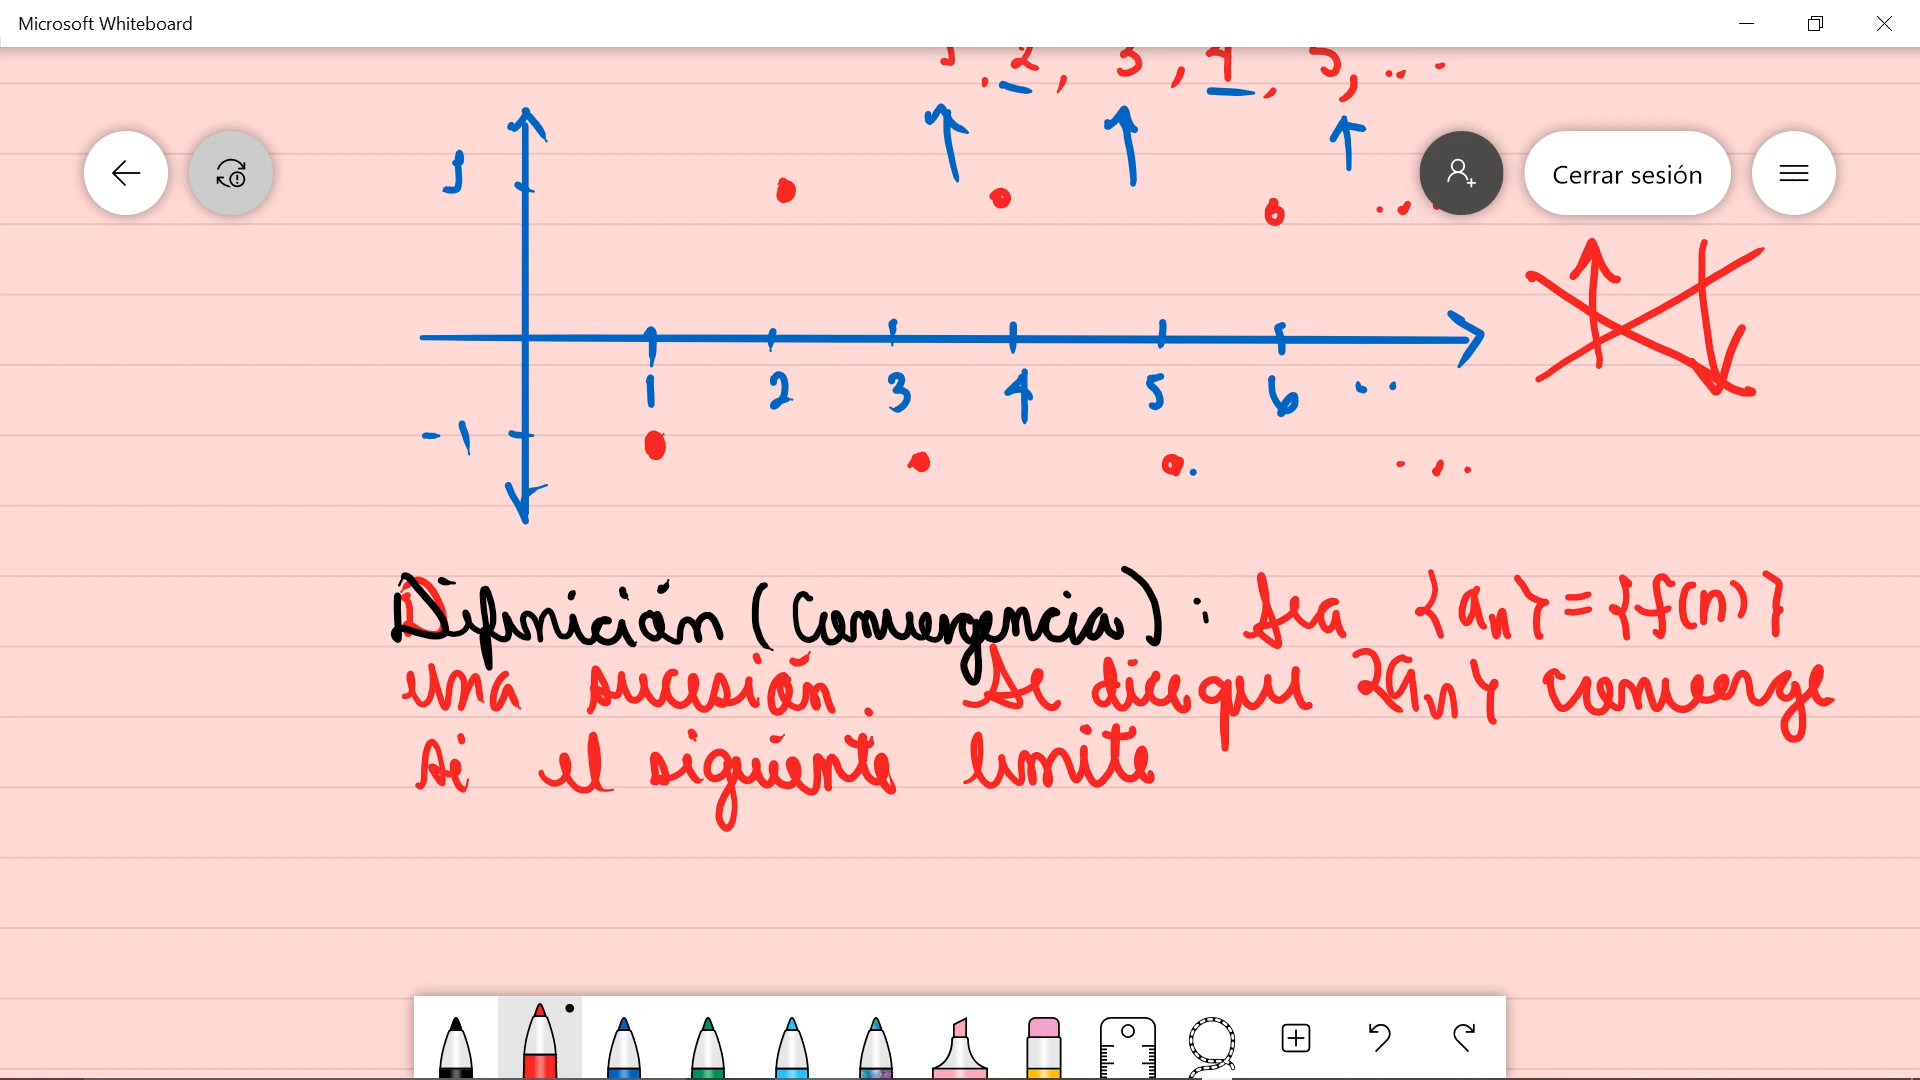 Microsoft Whiteboard
, 2, 3, 4, 5, ...
1
Cerrar sesión
1 2 3 4 5 6 ..
-1
Definición (Convergencia) : Sea {an} = {f(n)}
una sucesión. Se dice que {an} converge
si el siguiente limite